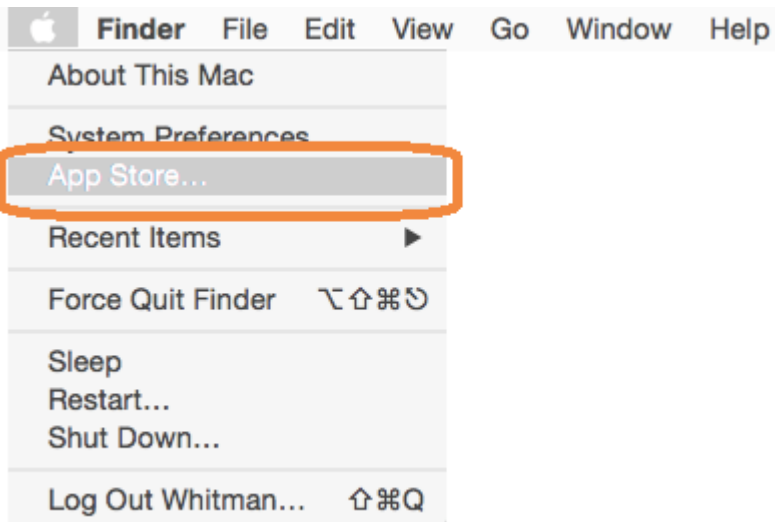 Finder File Edit View Go Window Help
About This Mac
System Preferences
App Store...
Recent Items ▶
Force Quit Finder ⌥⇧⌘⎋
Sleep
Restart...
Shut Down...
Log Out Whitman... ⇧⌘Q